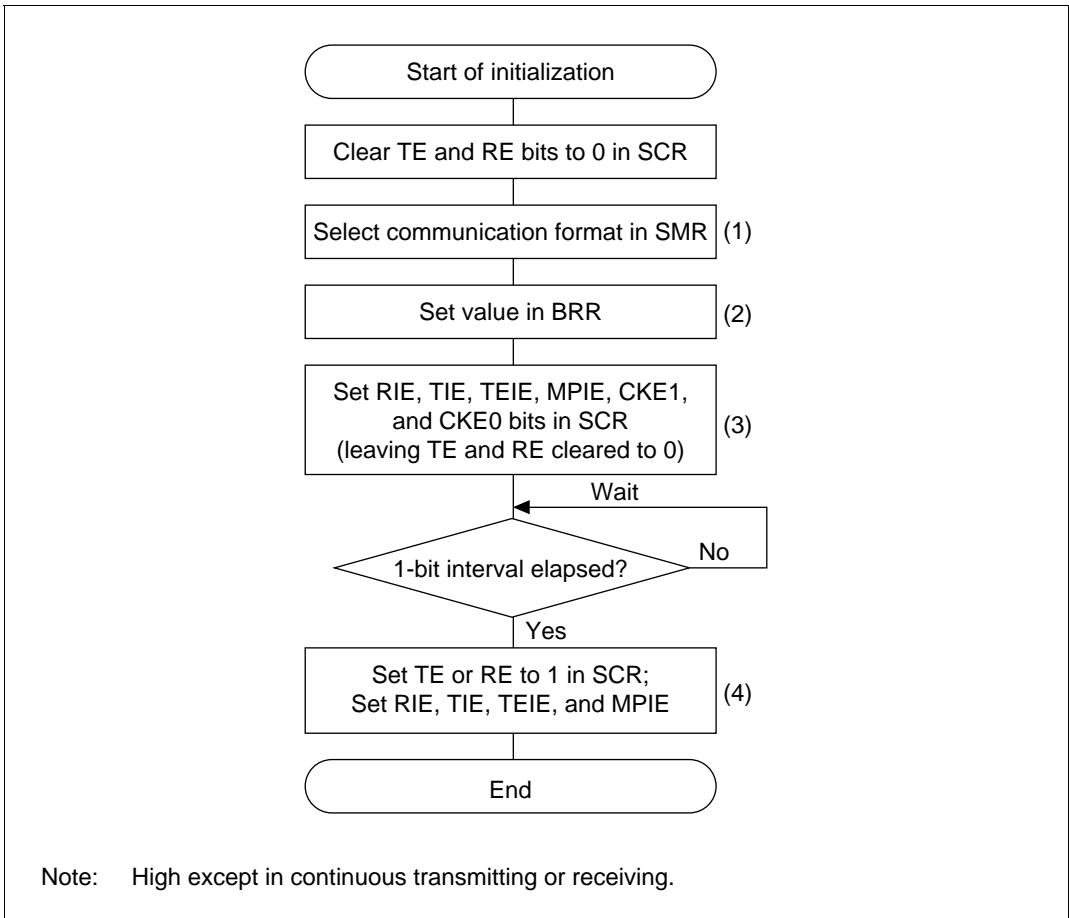 Start of initialization
Clear TE and RE bits to 0 in SCR
Select communication format in SMR
(1)
Set value in BRR
(2)
Set RIE, TIE, TEIE, MPIE, CKE1,
and CKE0 bits in SCR
(leaving TE and RE cleared to 0)
(3)
Wait
1-bit interval elapsed?
No
Yes
Set TE or RE to 1 in SCR;
Set RIE, TIE, TEIE, and MPIE
(4)
End
Note: High except in continuous transmitting or receiving.